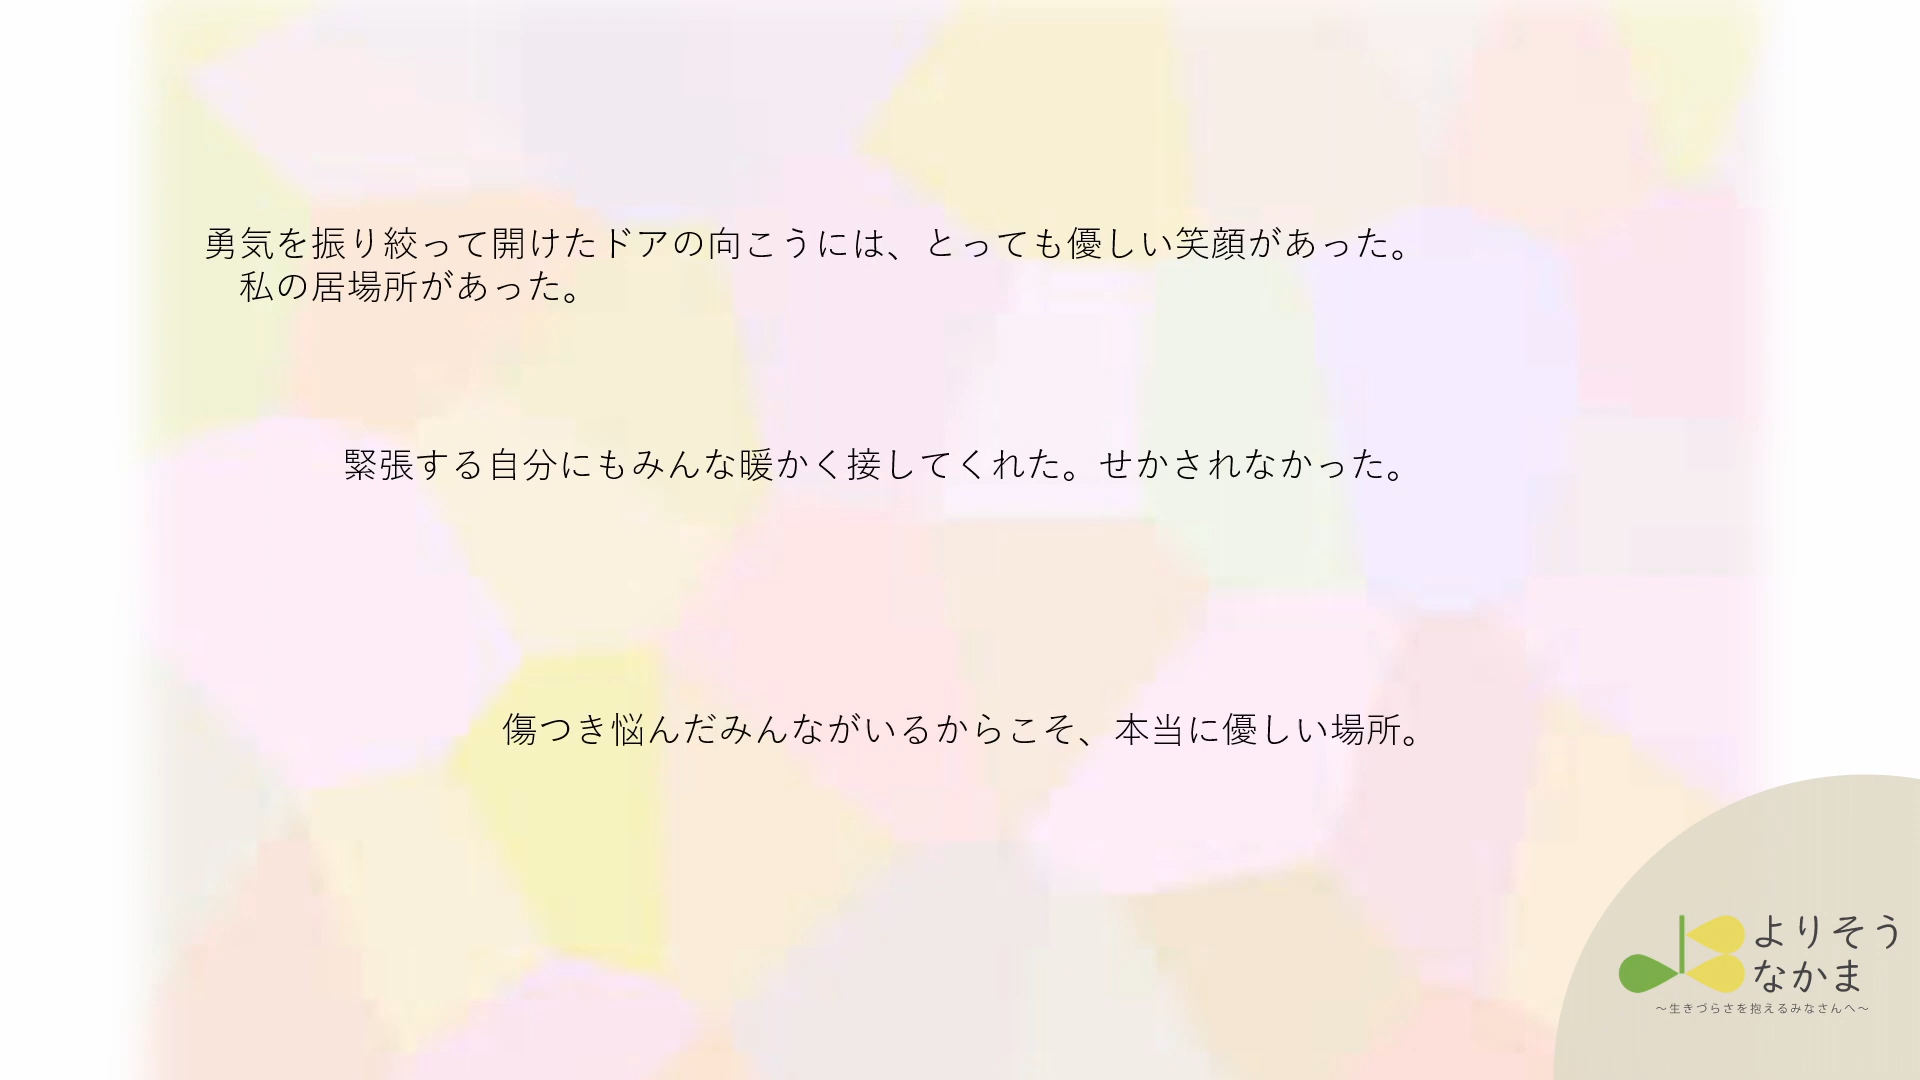 勇気を振り絞って開けたドアの向こうには、とっても優しい笑顔があった。
私の居場所があった。
緊張する自分にもみんな暖かく接してくれた。せかされなかった。
傷つき悩んだみんながいるからこそ、本当に優しい場所。
よりそう
なかま
～生きづらさを抱えるみなさんへ～